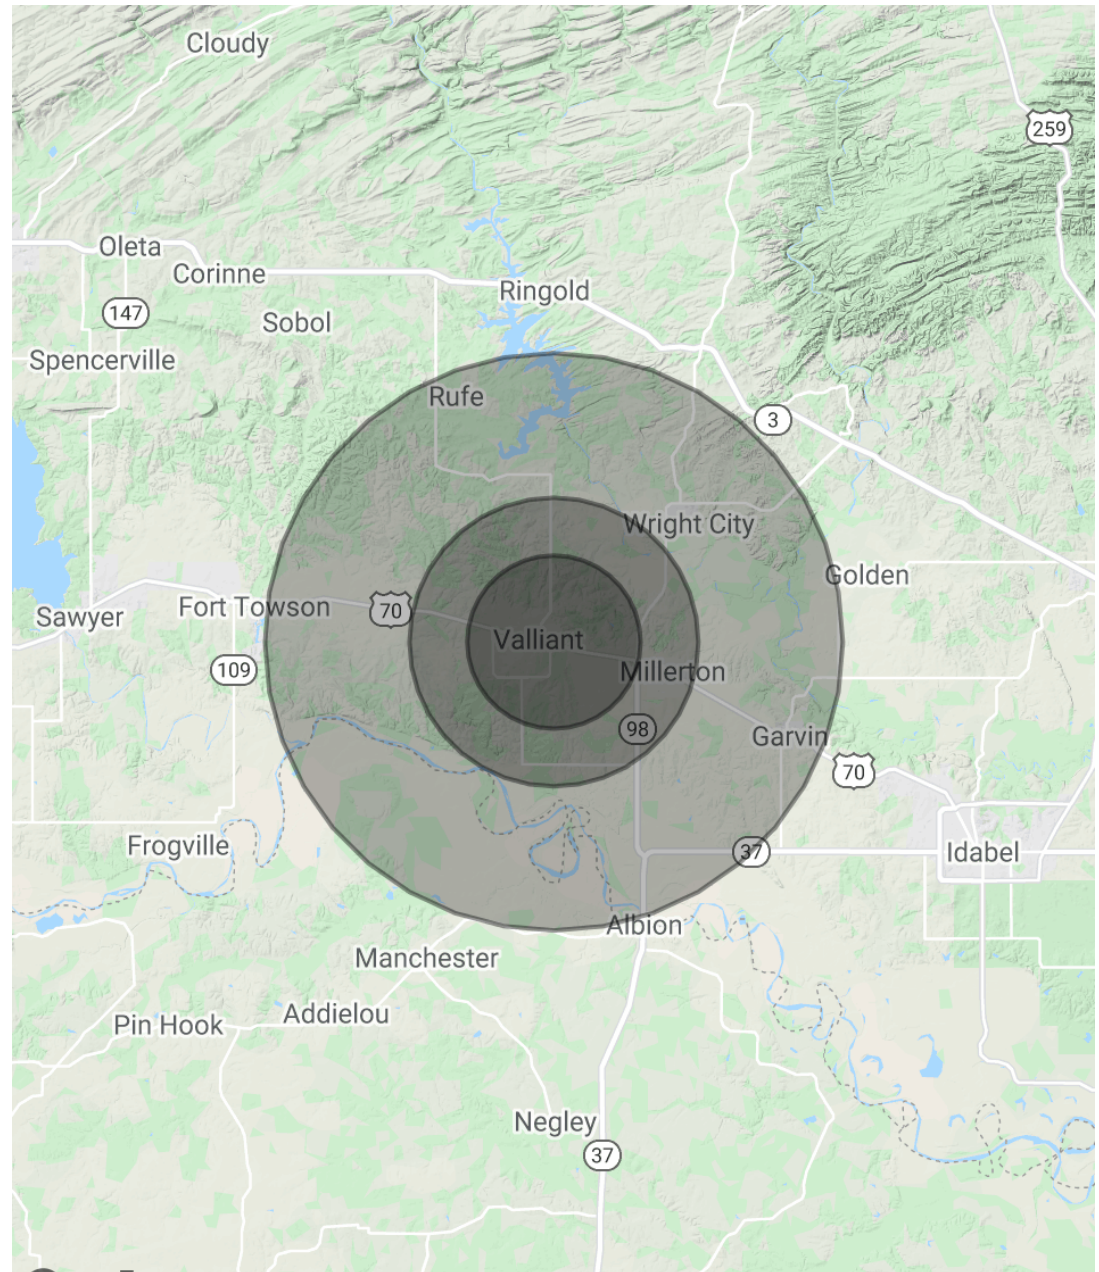 Cloudy
259
Oleta
Corinne
Ringold
147
Sobol
Spencerville
Rufe
3
Wright City
Golden
Fort Towson
70
Sawyer
Valliant
109
Millerton
98
Garvin
70
Frogville
37
Idabel
Albion
Manchester
Addielou
Pin Hook
Negley
37